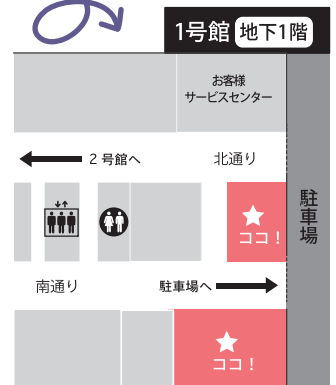 1号館 地下1階
お客様
サービスセンター
2号館へ
北通り
駐車場
ココ！
南通り
駐車場へ
ココ！